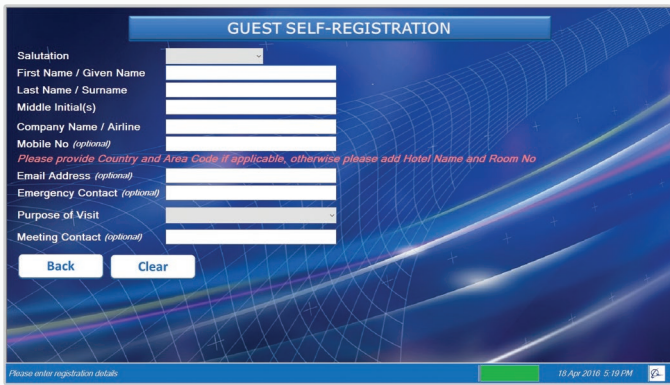 GUEST SELF-REGISTRATION
Salutation
First Name / Given Name
Last Name / Surname
Middle Initial(s)
Company Name / Airline
Mobile No (optional)
Please provide Country and Area Code if applicable, otherwise please add Hotel Name and Room No
Email Address (optional)
Emergency Contact (optional)
Purpose of Visit
Meeting Contact (optional)
Back Clear
Please enter registration details 18 Apr 2016 5:19 PM